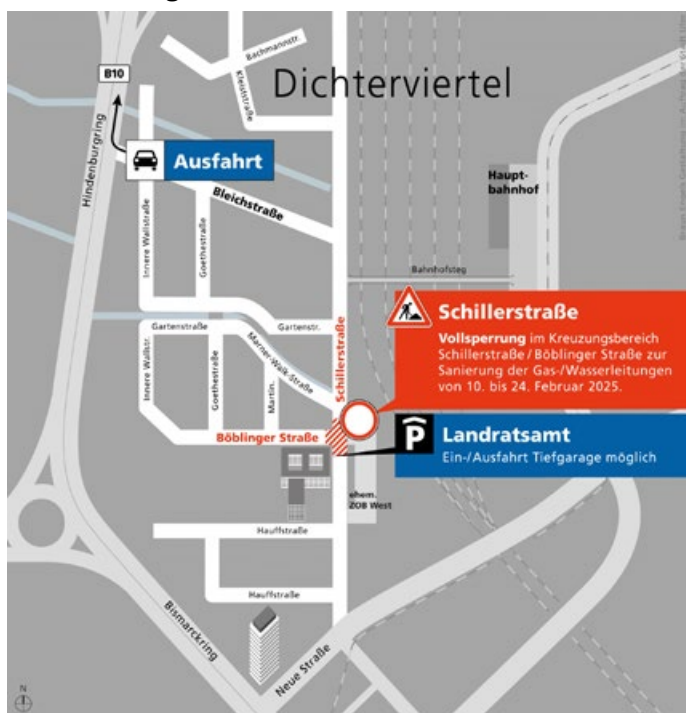 Bachmannstr.
Kleiststraße
Dichterviertel
B10
Hindenburgring
Ausfahrt
Bleichstraße
Haupt-
bahnhof
Innere Wallstraße
Goethestraße
Bahnhofsteg
Gartenstraße
Gartenstr.
Schillerstraße
Marner-Walk-Straße
Innere Wallstr.
Goethestraße
Martin.
Böblinger Straße
Schillerstraße
Vollsperrung im Kreuzungsbereich
Schillerstraße / Böblinger Straße zur
Sanierung der Gas-/Wasserleitungen
von 10. bis 24. Februar 2025.
P
Landratsamt
Ein-/Ausfahrt Tiefgarage möglich
ehem.
ZOB West
Hauffstraße
Hauffstraße
Bismarckring
Neue Straße
N